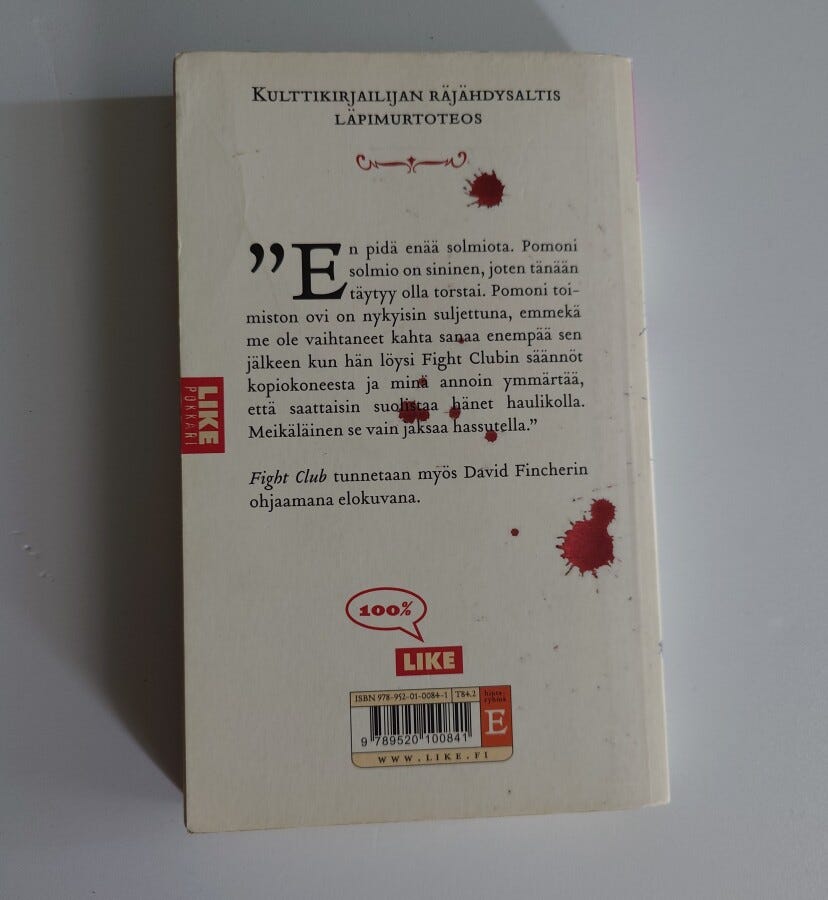 KULTTIKIRJAILIJAN RÄJÄHDYSALTIS
LÄPIMURTOTEOS
”En pidä enää solmiota. Pomoni
solmio on sininen, joten tänään
täytyy olla torstai. Pomoni toi-
miston ovi on nykyisin suljettuna, emmekä
me ole vaihtaneet kahta sanaa enempää sen
jälkeen kun hän löysi Fight Clubin säännöt
kopiokoneesta ja minä annoin ymmärtää,
että saattaisin suolistaa hänet haulikolla.
Meikäläinen se vain jaksaa hassutella.”
Fight Club tunnetaan myös David Fincherin
ohjaamana elokuvana.
LIKE
POKKARI
100%
LIKE
ISBN 978-952-01-0084-1 T84.2
hinta-
ryhmä
E
9 789520 100841
WWW.LIKE.FI